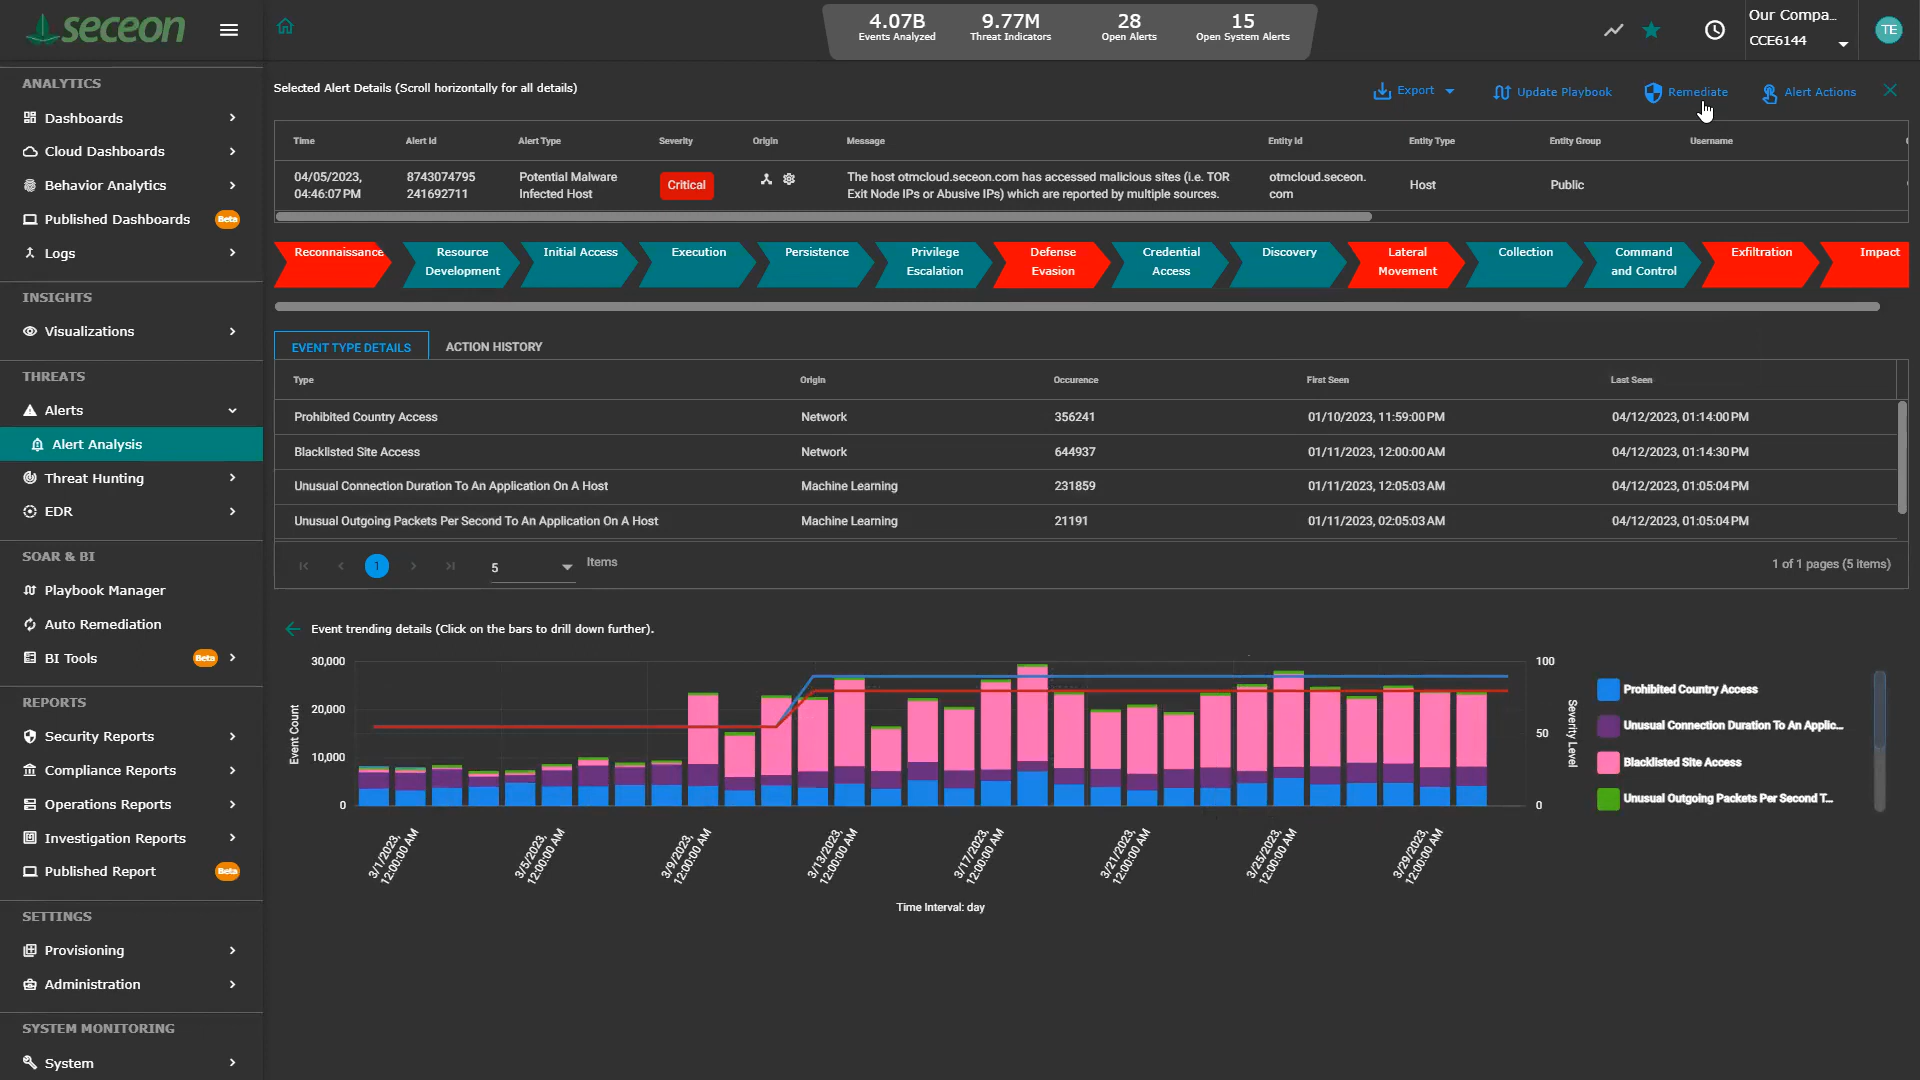 seceon
4.07B
Events Analyzed
9.77M
Threat Indicators
28
Open Alerts
15
Open System Alerts
Our Compa...
CCE6144
TE
ANALYTICS
Dashboards
Cloud Dashboards
Behavior Analytics
Published Dashboards Beta
Logs
INSIGHTS
Visualizations
THREATS
Alerts
Alert Analysis
Threat Hunting
EDR
SOAR & BI
Playbook Manager
Auto Remediation
BI Tools Beta
REPORTS
Security Reports
Compliance Reports
Operations Reports
Investigation Reports
Published Report Beta
SETTINGS
Provisioning
Administration
SYSTEM MONITORING
System
Selected Alert Details (Scroll horizontally for all details)
Export
Update Playbook
Remediate
Alert Actions
Time Alert Id Alert Type Severity Origin Message Entity Id Entity Type Entity Group Username
04/05/2023, 8743074795 Potential Malware Critical The host otmcloud.seceon.com has accessed malicious sites (i.e. TOR otmcloud.seceon. Host Public
04:46:07 PM 241692711 Infected Host Exit Node IPs or Abusive IPs) which are reported by multiple sources. com
Reconnaissance
Resource
Development
Initial Access
Execution
Persistence
Privilege
Escalation
Defense
Evasion
Credential
Access
Discovery
Lateral
Movement
Collection
Command
and Control
Exfiltration
Impact
EVENT TYPE DETAILS ACTION HISTORY
Type Origin Occurence First Seen Last Seen
Prohibited Country Access Network 356241 01/10/2023, 11:59:00 PM 04/12/2023, 01:14:00 PM
Blacklisted Site Access Network 644937 01/11/2023, 12:00:00 AM 04/12/2023, 01:14:30 PM
Unusual Connection Duration To An Application On A Host Machine Learning 231859 01/11/2023, 12:05:03 AM 04/12/2023, 01:05:04 PM
Unusual Outgoing Packets Per Second To An Application On A Host Machine Learning 21191 01/11/2023, 02:05:03 AM 04/12/2023, 01:05:04 PM
1 5 Items 1 of 1 pages (5 items)
Event trending details (Click on the bars to drill down further).
30,000
20,000
10,000
0
Event Count
100
50
0
Severity Level
3/1/2023,
12:00:00 AM
3/5/2023,
12:00:00 AM
3/9/2023,
12:00:00 AM
3/13/2023,
12:00:00 AM
3/17/2023,
12:00:00 AM
3/21/2023,
12:00:00 AM
3/25/2023,
12:00:00 AM
3/29/2023,
12:00:00 AM
Time Interval: day
Prohibited Country Access
Unusual Connection Duration To An Applic...
Blacklisted Site Access
Unusual Outgoing Packets Per Second T...